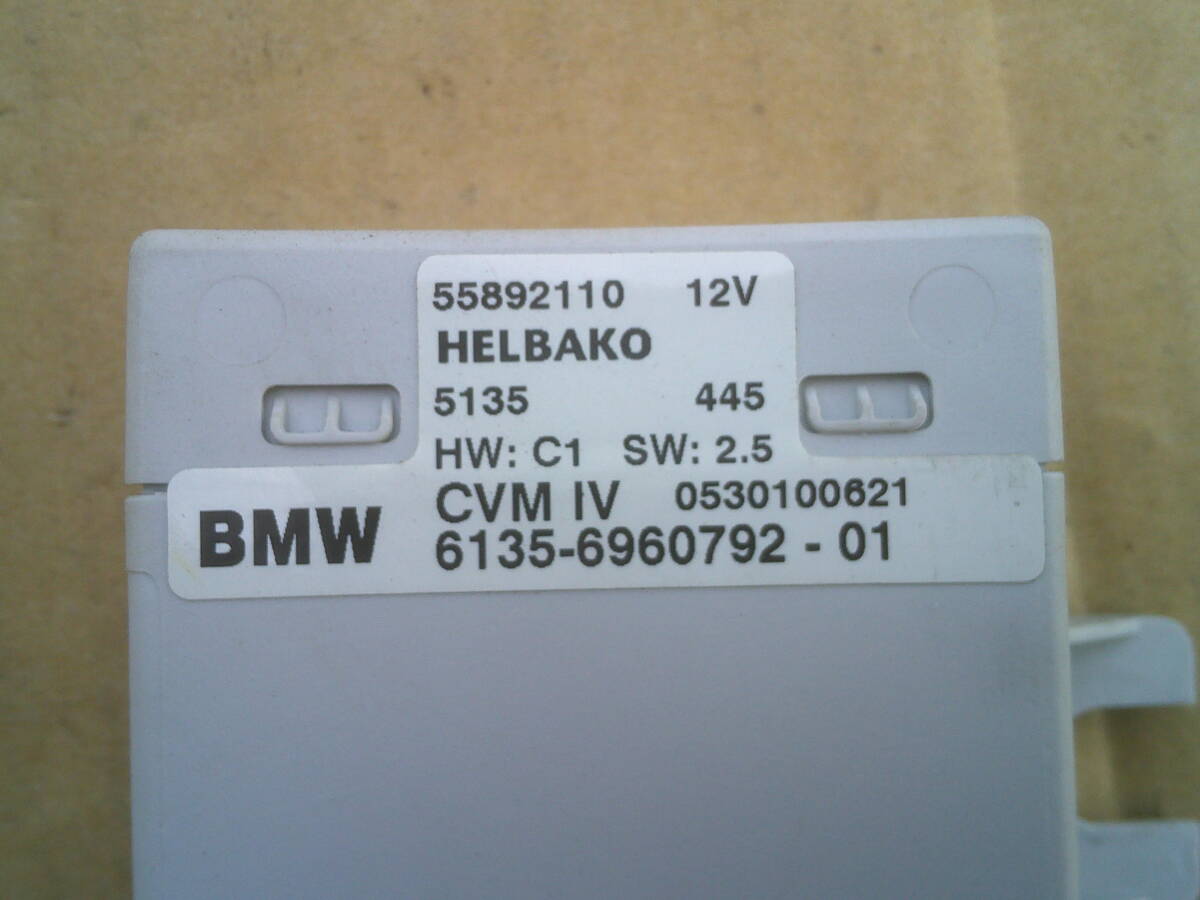 55892110 12V
HELBAKO
5135 445
HW: C1 SW: 2.5
CVM IV 0530100621
BMW 6135-6960792 - 01